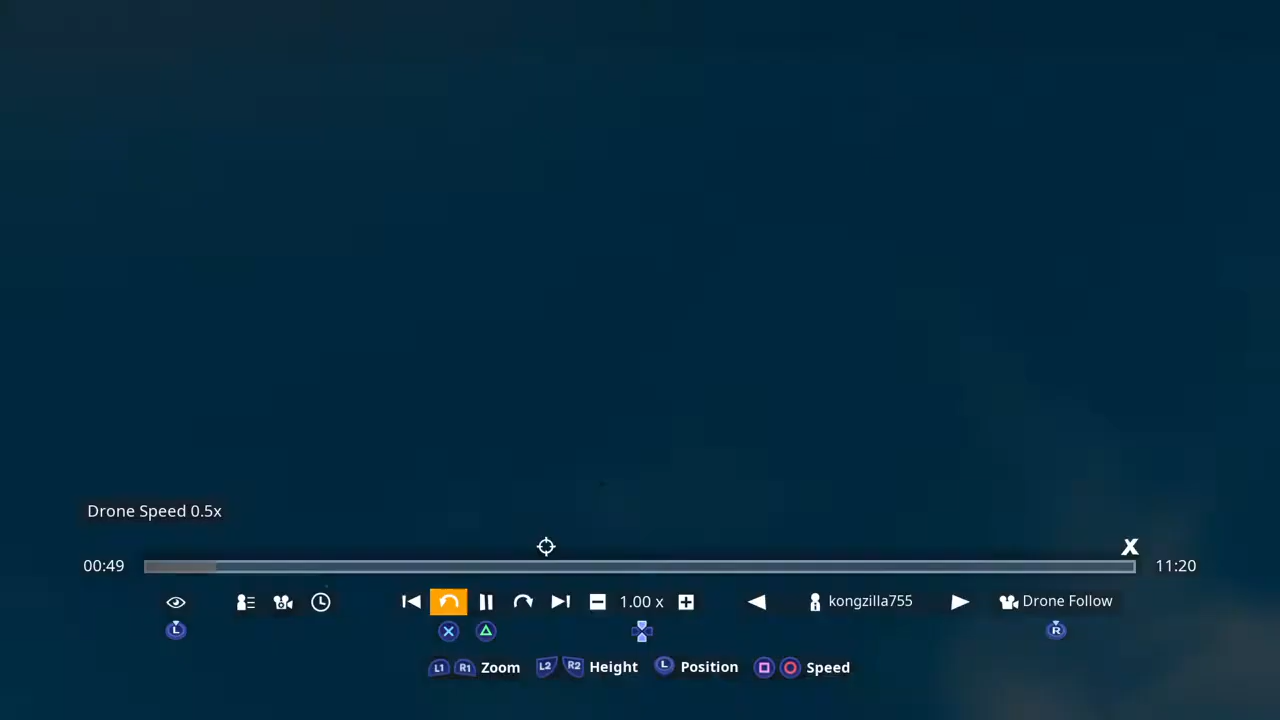 Drone Speed 0.5x
X
00:49
11:20
1.00 x
kongzilla755
Drone Follow
L
R
L1 R1 Zoom L2 R2 Height L Position Speed